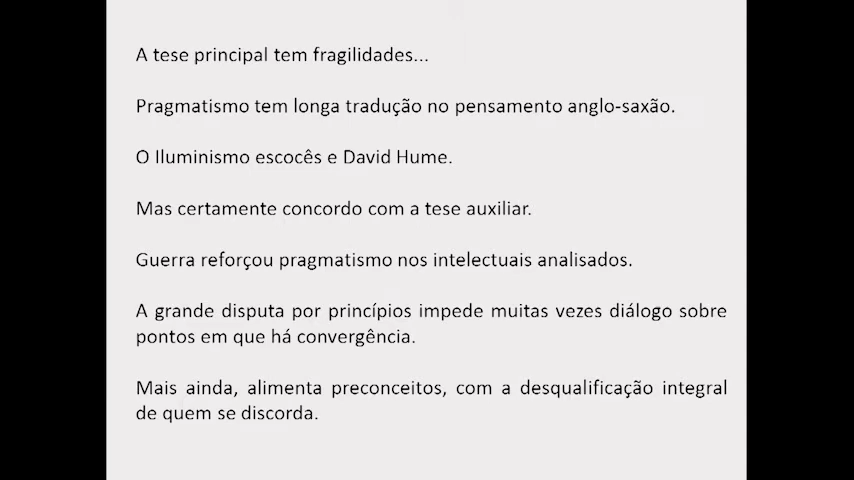 A tese principal tem fragilidades...
Pragmatismo tem longa tradução no pensamento anglo-saxão.
O Iluminismo escocês e David Hume.
Mas certamente concordo com a tese auxiliar.
Guerra reforçou pragmatismo nos intelectuais analisados.
A grande disputa por princípios impede muitas vezes diálogo sobre
pontos em que há convergência.
Mais ainda, alimenta preconceitos, com a desqualificação integral
de quem se discorda.